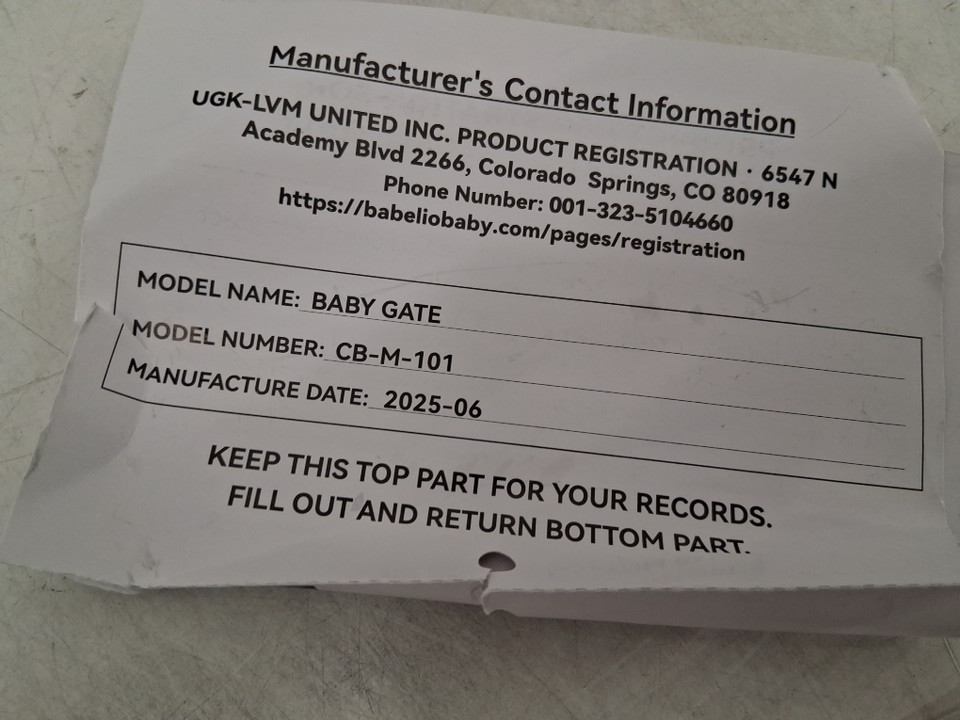 Manufacturer's Contact Information
UGK-LVM UNITED INC. PRODUCT REGISTRATION · 6547 N
Academy Blvd 2266, Colorado Springs, CO 80918
Phone Number: 001-323-5104660
https://babeliobaby.com/pages/registration
MODEL NAME: BABY GATE
MODEL NUMBER: CB-M-101
MANUFACTURE DATE: 2025-06
KEEP THIS TOP PART FOR YOUR RECORDS.
FILL OUT AND RETURN BOTTOM PART.